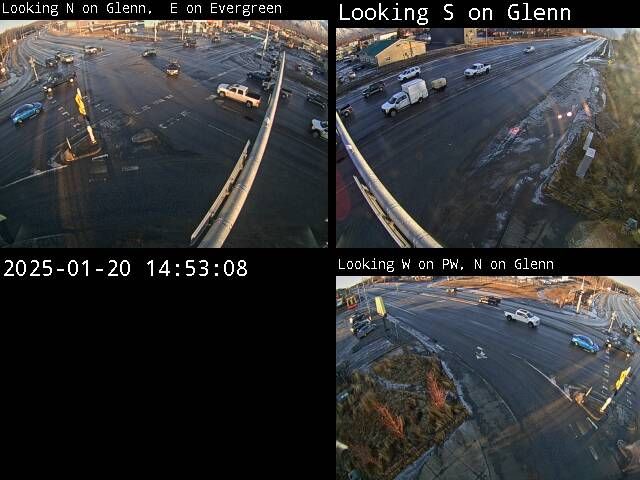 Looking N on Glenn, E on Evergreen
Looking S on Glenn
2025-01-20 14:53:08
Looking W on PW, N on Glenn